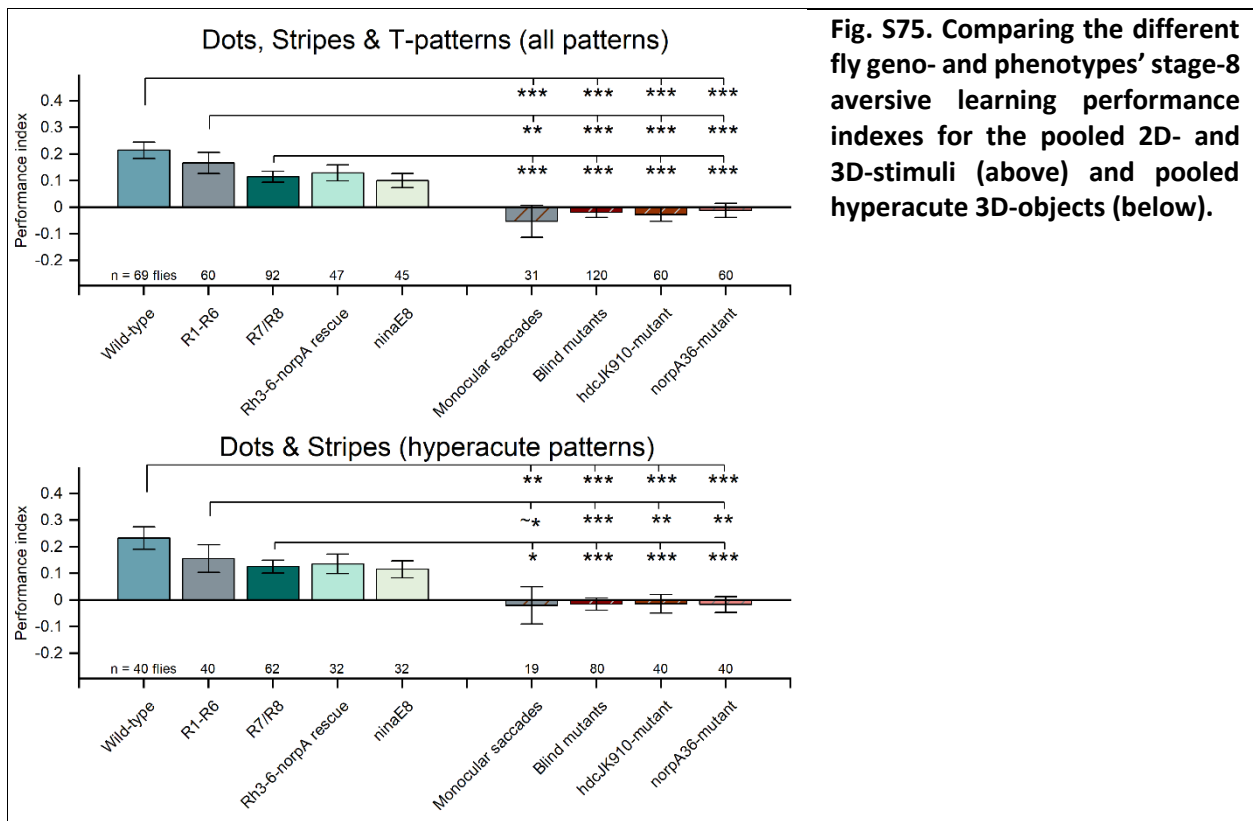 Dots, Stripes & T-patterns (all patterns)
Performance index
0.4
0.3
0.2
0.1
0
-0.1
-0.2
*** *** *** ***
** *** *** ***
*** *** *** ***
n = 69 flies 60 92 47 45 31 120 60 60
Wild-type
R1-R6
R7/R8
Rh3-6-norpA rescue
ninaE8
Monocular saccades
Blind mutants
hdcJK910-mutant
norpA36-mutant
Dots & Stripes (hyperacute patterns)
Performance index
0.4
0.3
0.2
0.1
0
-0.1
-0.2
** *** *** ***
~* *** ** **
* *** *** ***
n = 40 flies 40 62 32 32 19 80 40 40
Wild-type
R1-R6
R7/R8
Rh3-6-norpA rescue
ninaE8
Monocular saccades
Blind mutants
hdcJK910-mutant
norpA36-mutant
Fig. S75. Comparing the different
fly geno- and phenotypes’ stage-8
aversive learning performance
indexes for the pooled 2D- and
3D-stimuli (above) and pooled
hyperacute 3D-objects (below).